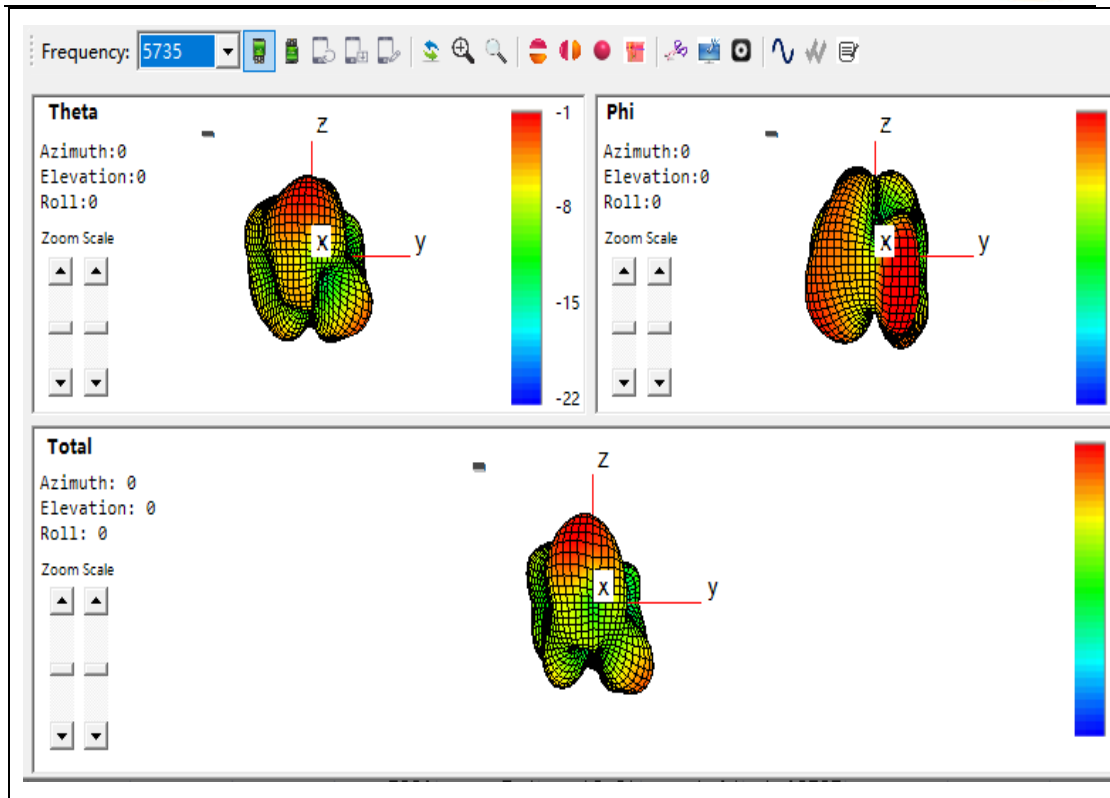 Frequency: 5735
Theta
Azimuth:0
Elevation:0
Roll:0
Zoom Scale
z
x
y
-1
-8
-15
-22
Phi
Azimuth:0
Elevation:0
Roll:0
Zoom Scale
z
x
y
Total
Azimuth: 0
Elevation: 0
Roll: 0
Zoom Scale
z
x
y